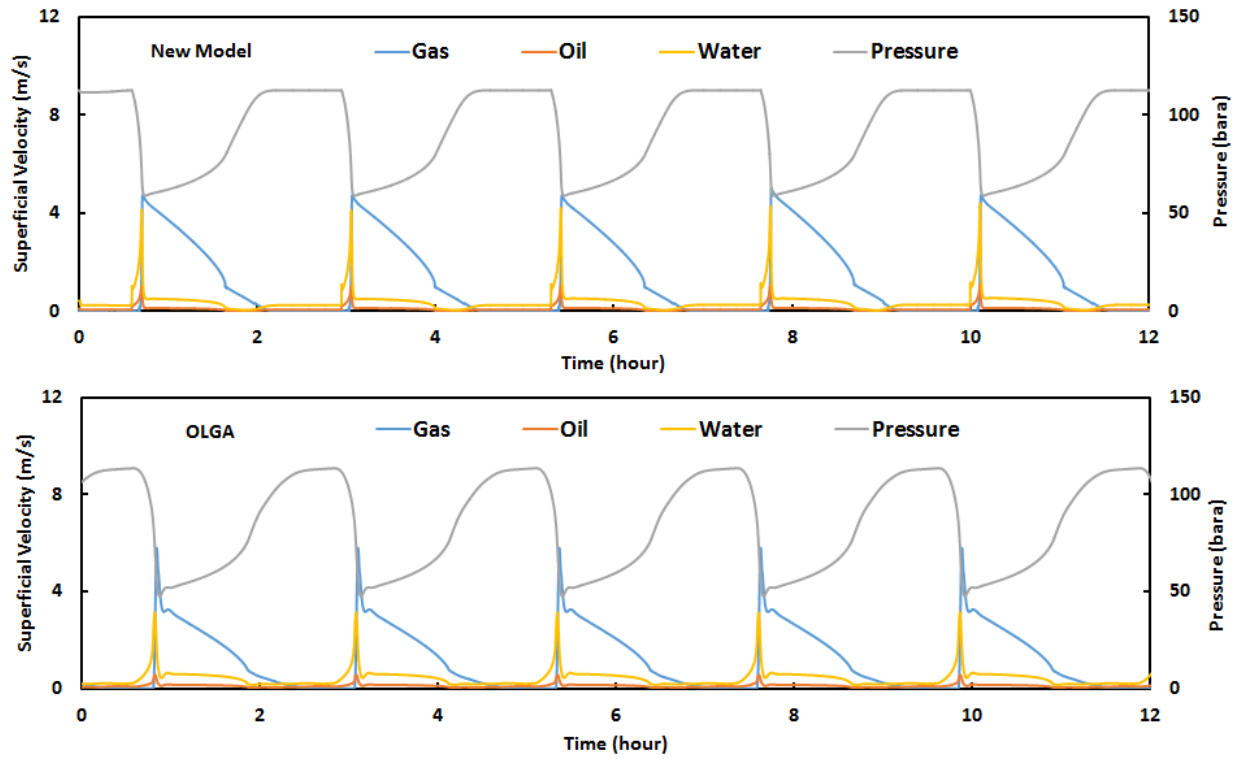 12 150
New Model Gas Oil Water Pressure
8 100
4 50
0 0
Superficial Velocity (m/s)
Pressure (bara)
0 2 4 6 8 10 12
Time (hour)
12 150
OLGA Gas Oil Water Pressure
8 100
4 50
0 0
Superficial Velocity (m/s)
Pressure (bara)
0 2 4 6 8 10 12
Time (hour)